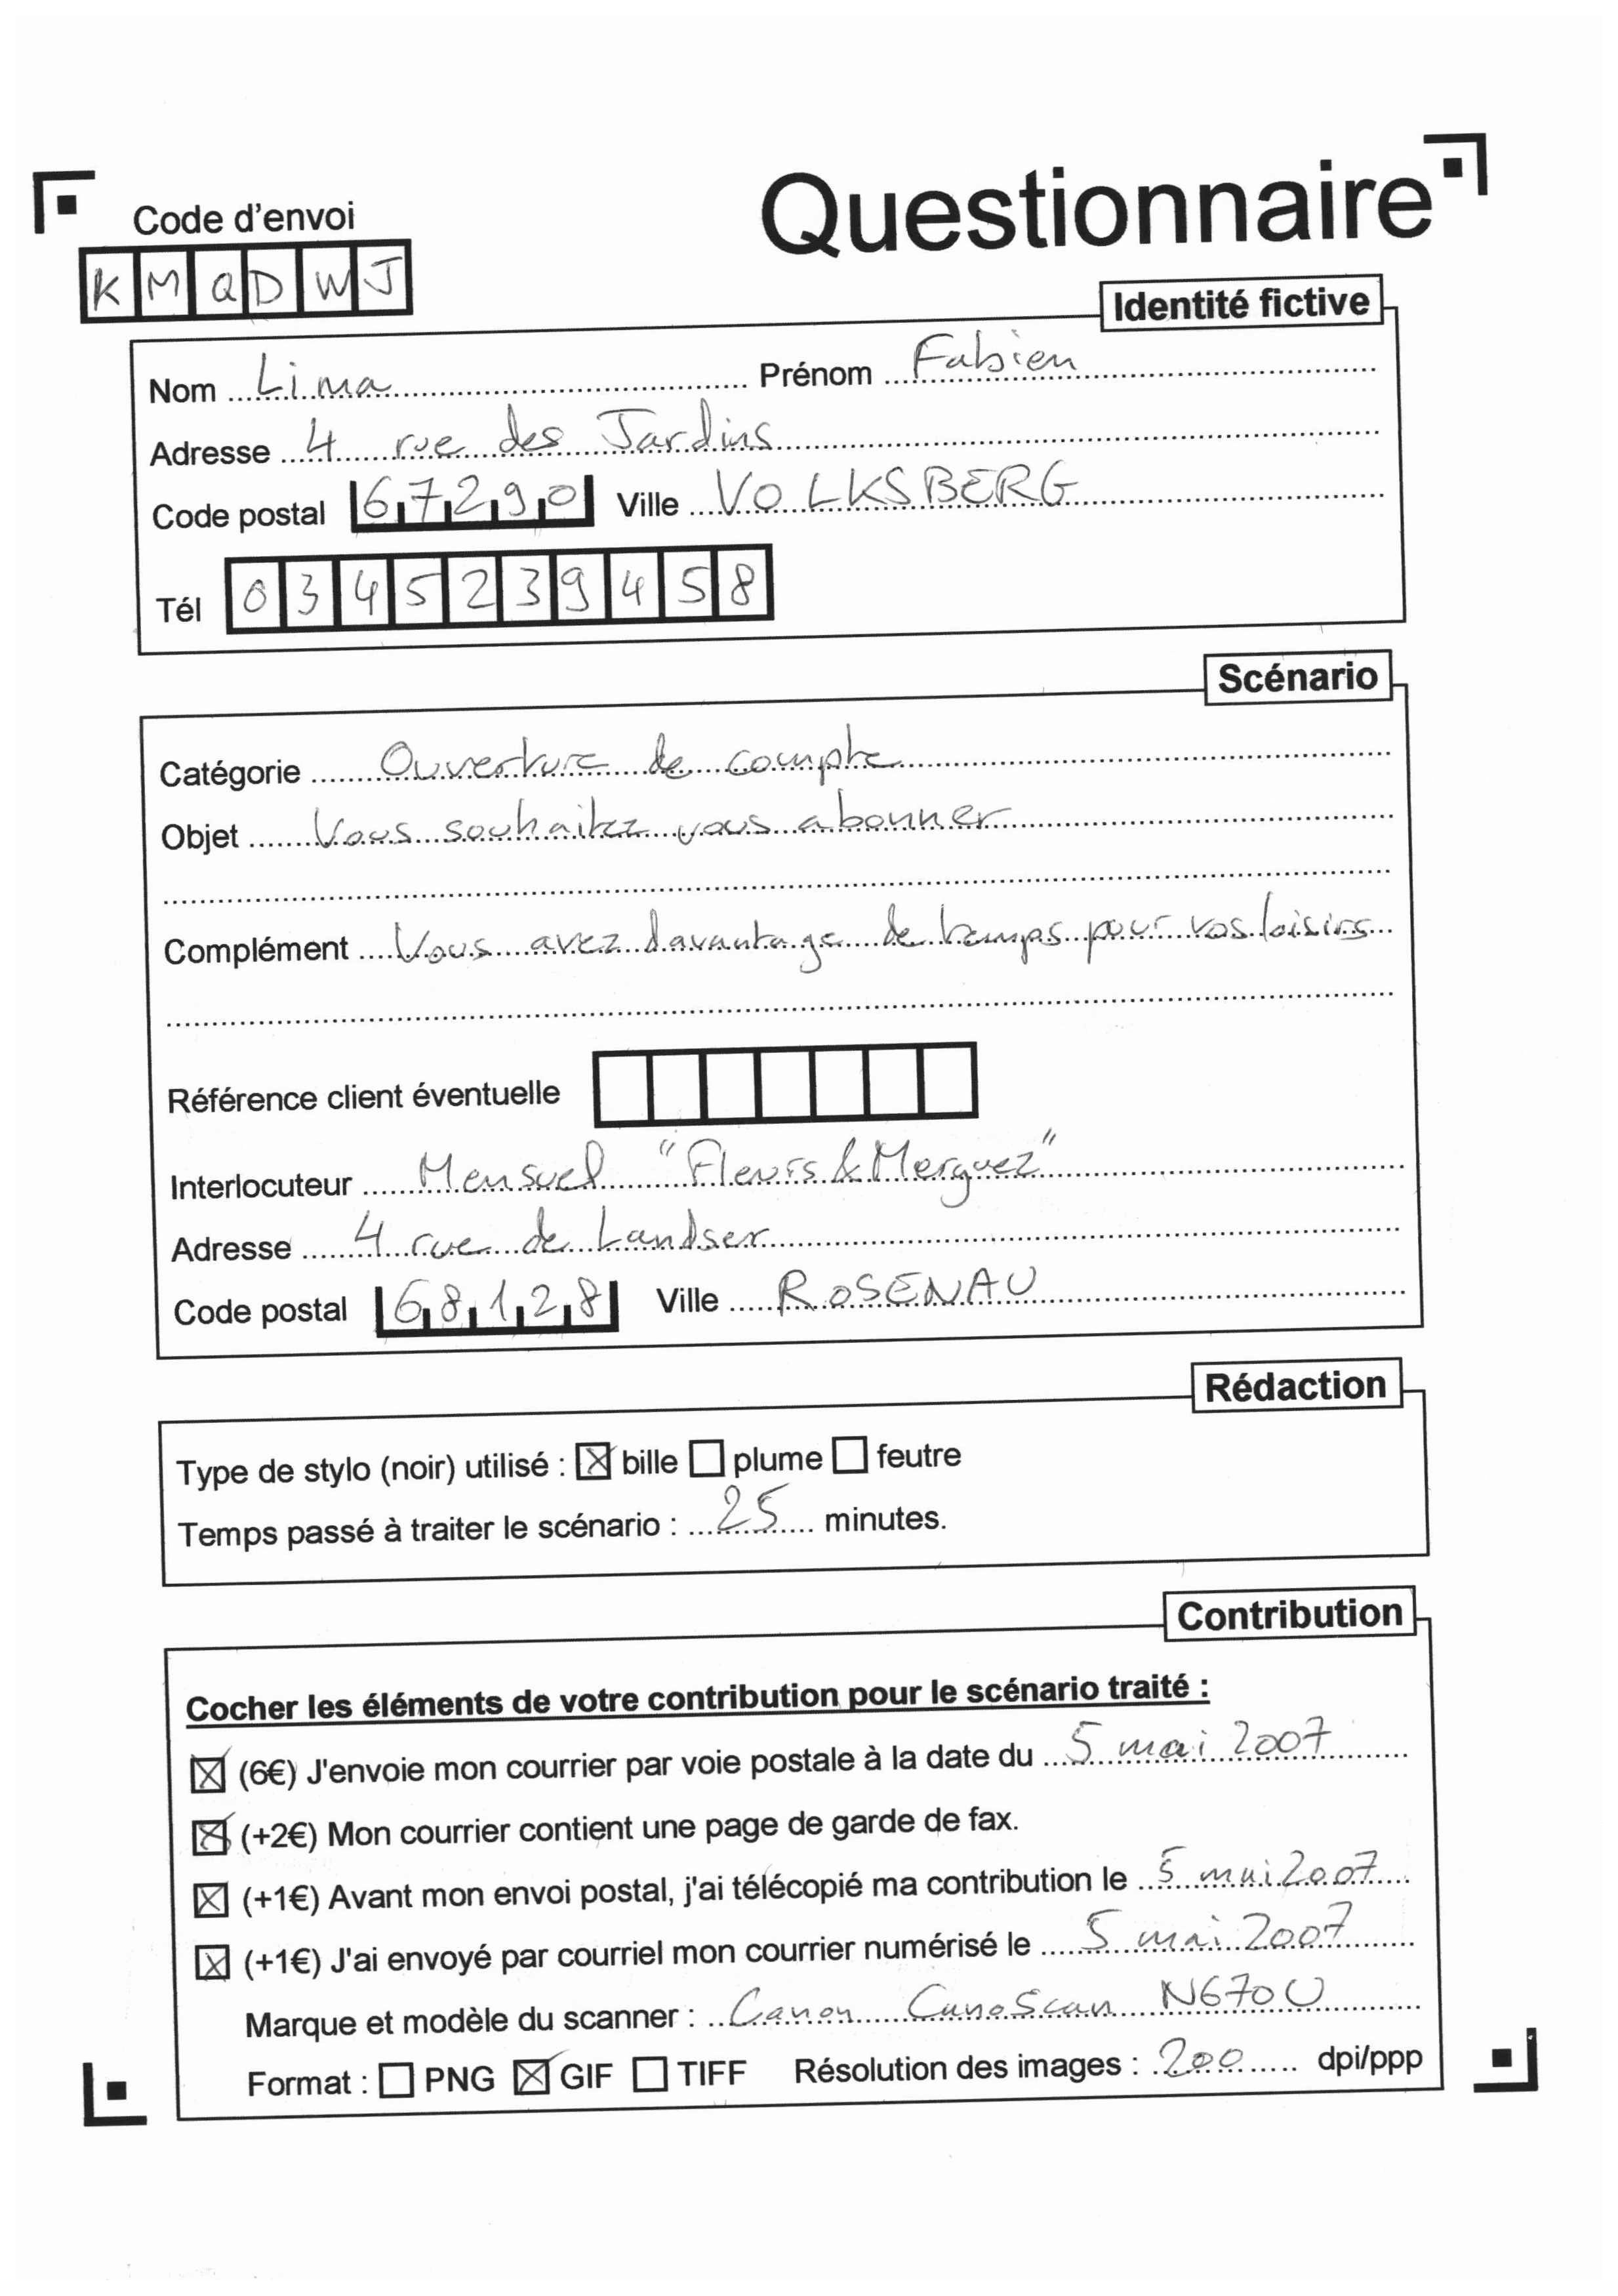 Questionnaire
Code d'envoi
K M Q D W J
Identité fictive
Nom Lima Prénom Fabien
Adresse 4 rue des Jardins
Code postal 67290 Ville VOLKSBERG
Tél 0345239458
Scénario
Catégorie Ouverture de compte
Objet Vous souhaitez vous abonner
Complément Vous avez davantage de temps pour vos loisirs
Référence client éventuelle
Interlocuteur Mensuel "Fleurs & Merguez"
Adresse 4 rue de Landser
Code postal 68128 Ville ROSENAU
Rédaction
Type de stylo (noir) utilisé : ☒ bille ☐ plume ☐ feutre
Temps passé à traiter le scénario : 25 minutes.
Contribution
Cocher les éléments de votre contribution pour le scénario traité :
☒ (6€) J'envoie mon courrier par voie postale à la date du 5 mai 2007
☒ (+2€) Mon courrier contient une page de garde de fax.
☒ (+1€) Avant mon envoi postal, j'ai télécopié ma contribution le 5 mai 2007
☒ (+1€) J'ai envoyé par courriel mon courrier numérisé le 5 mai 2007
Marque et modèle du scanner : Canon CanoScan N670U
Format : ☐ PNG ☒ GIF ☐ TIFF Résolution des images : 200 dpi/ppp